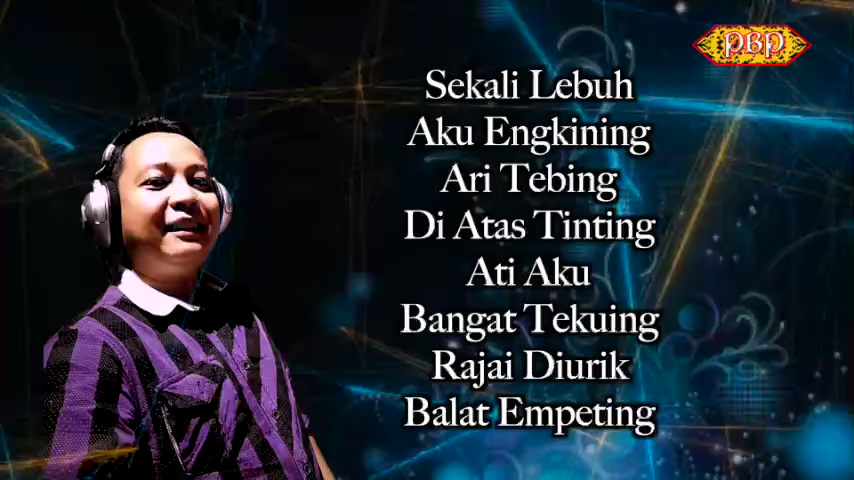 PBP
Sekali Lebuh
Aku Engkining
Ari Tebing
Di Atas Tinting
Ati Aku
Bangat Tekuing
Rajai Diurik
Balat Empeting